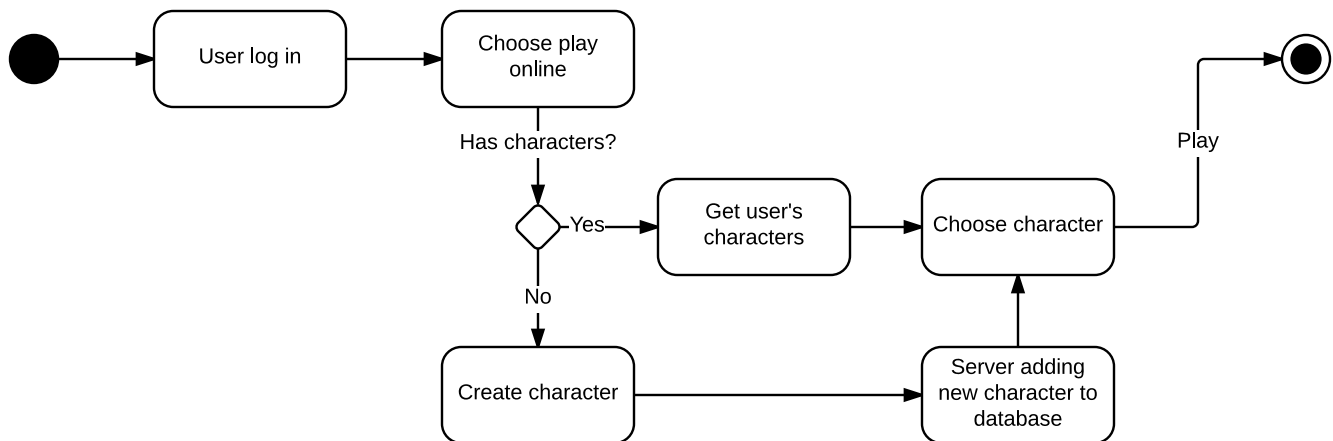 User log in
Choose play
online
Has characters?
Yes
Get user's
characters
Choose character
Play
No
Create character
Server adding
new character to
database